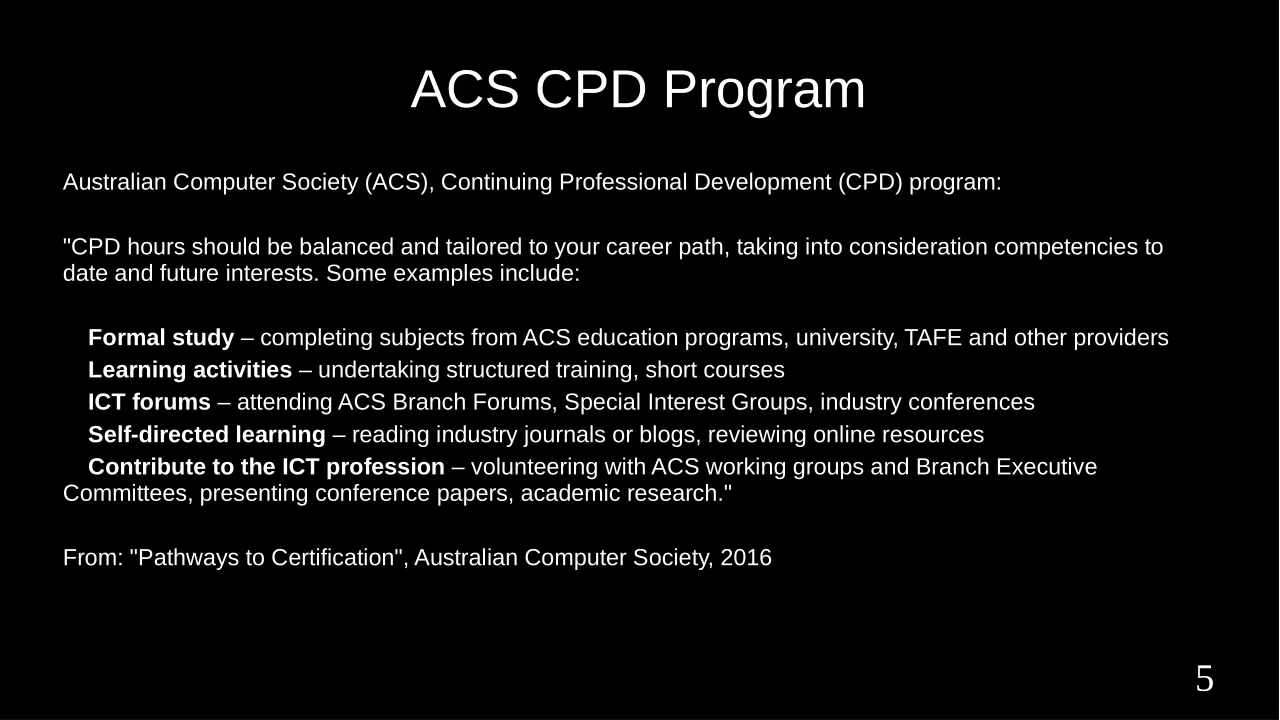 ACS CPD Program
Australian Computer Society (ACS), Continuing Professional Development (CPD) program:
"CPD hours should be balanced and tailored to your career path, taking into consideration competencies to
date and future interests. Some examples include:
Formal study – completing subjects from ACS education programs, university, TAFE and other providers
Learning activities – undertaking structured training, short courses
ICT forums – attending ACS Branch Forums, Special Interest Groups, industry conferences
Self-directed learning – reading industry journals or blogs, reviewing online resources
Contribute to the ICT profession – volunteering with ACS working groups and Branch Executive
Committees, presenting conference papers, academic research."
From: "Pathways to Certification", Australian Computer Society, 2016
5